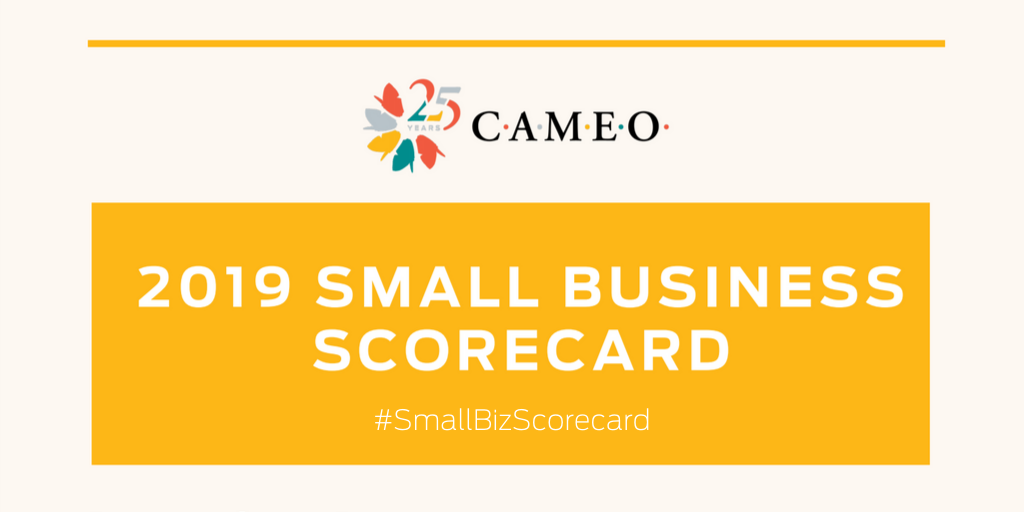 25
YEARS
C·A·M·E·O·
2019 SMALL BUSINESS
SCORECARD
#SmallBizScorecard